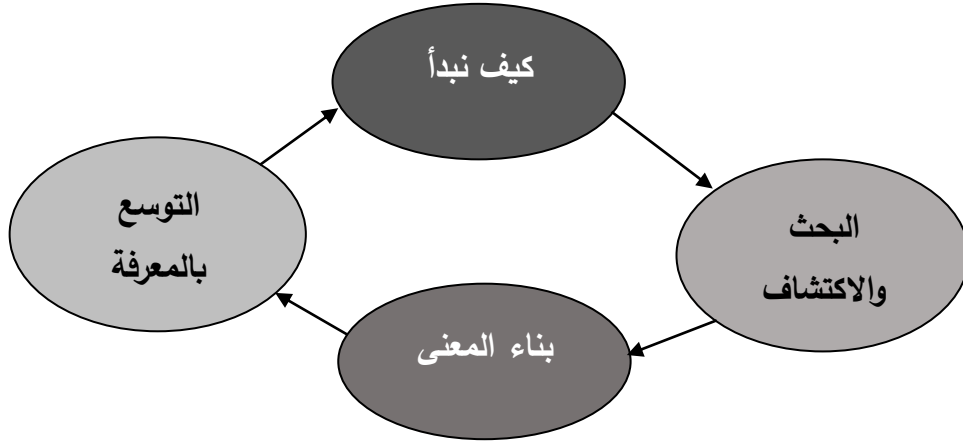 كيف نبدأ
البحث
والاكتشاف
بناء المعنى
التوسع
بالمعرفة